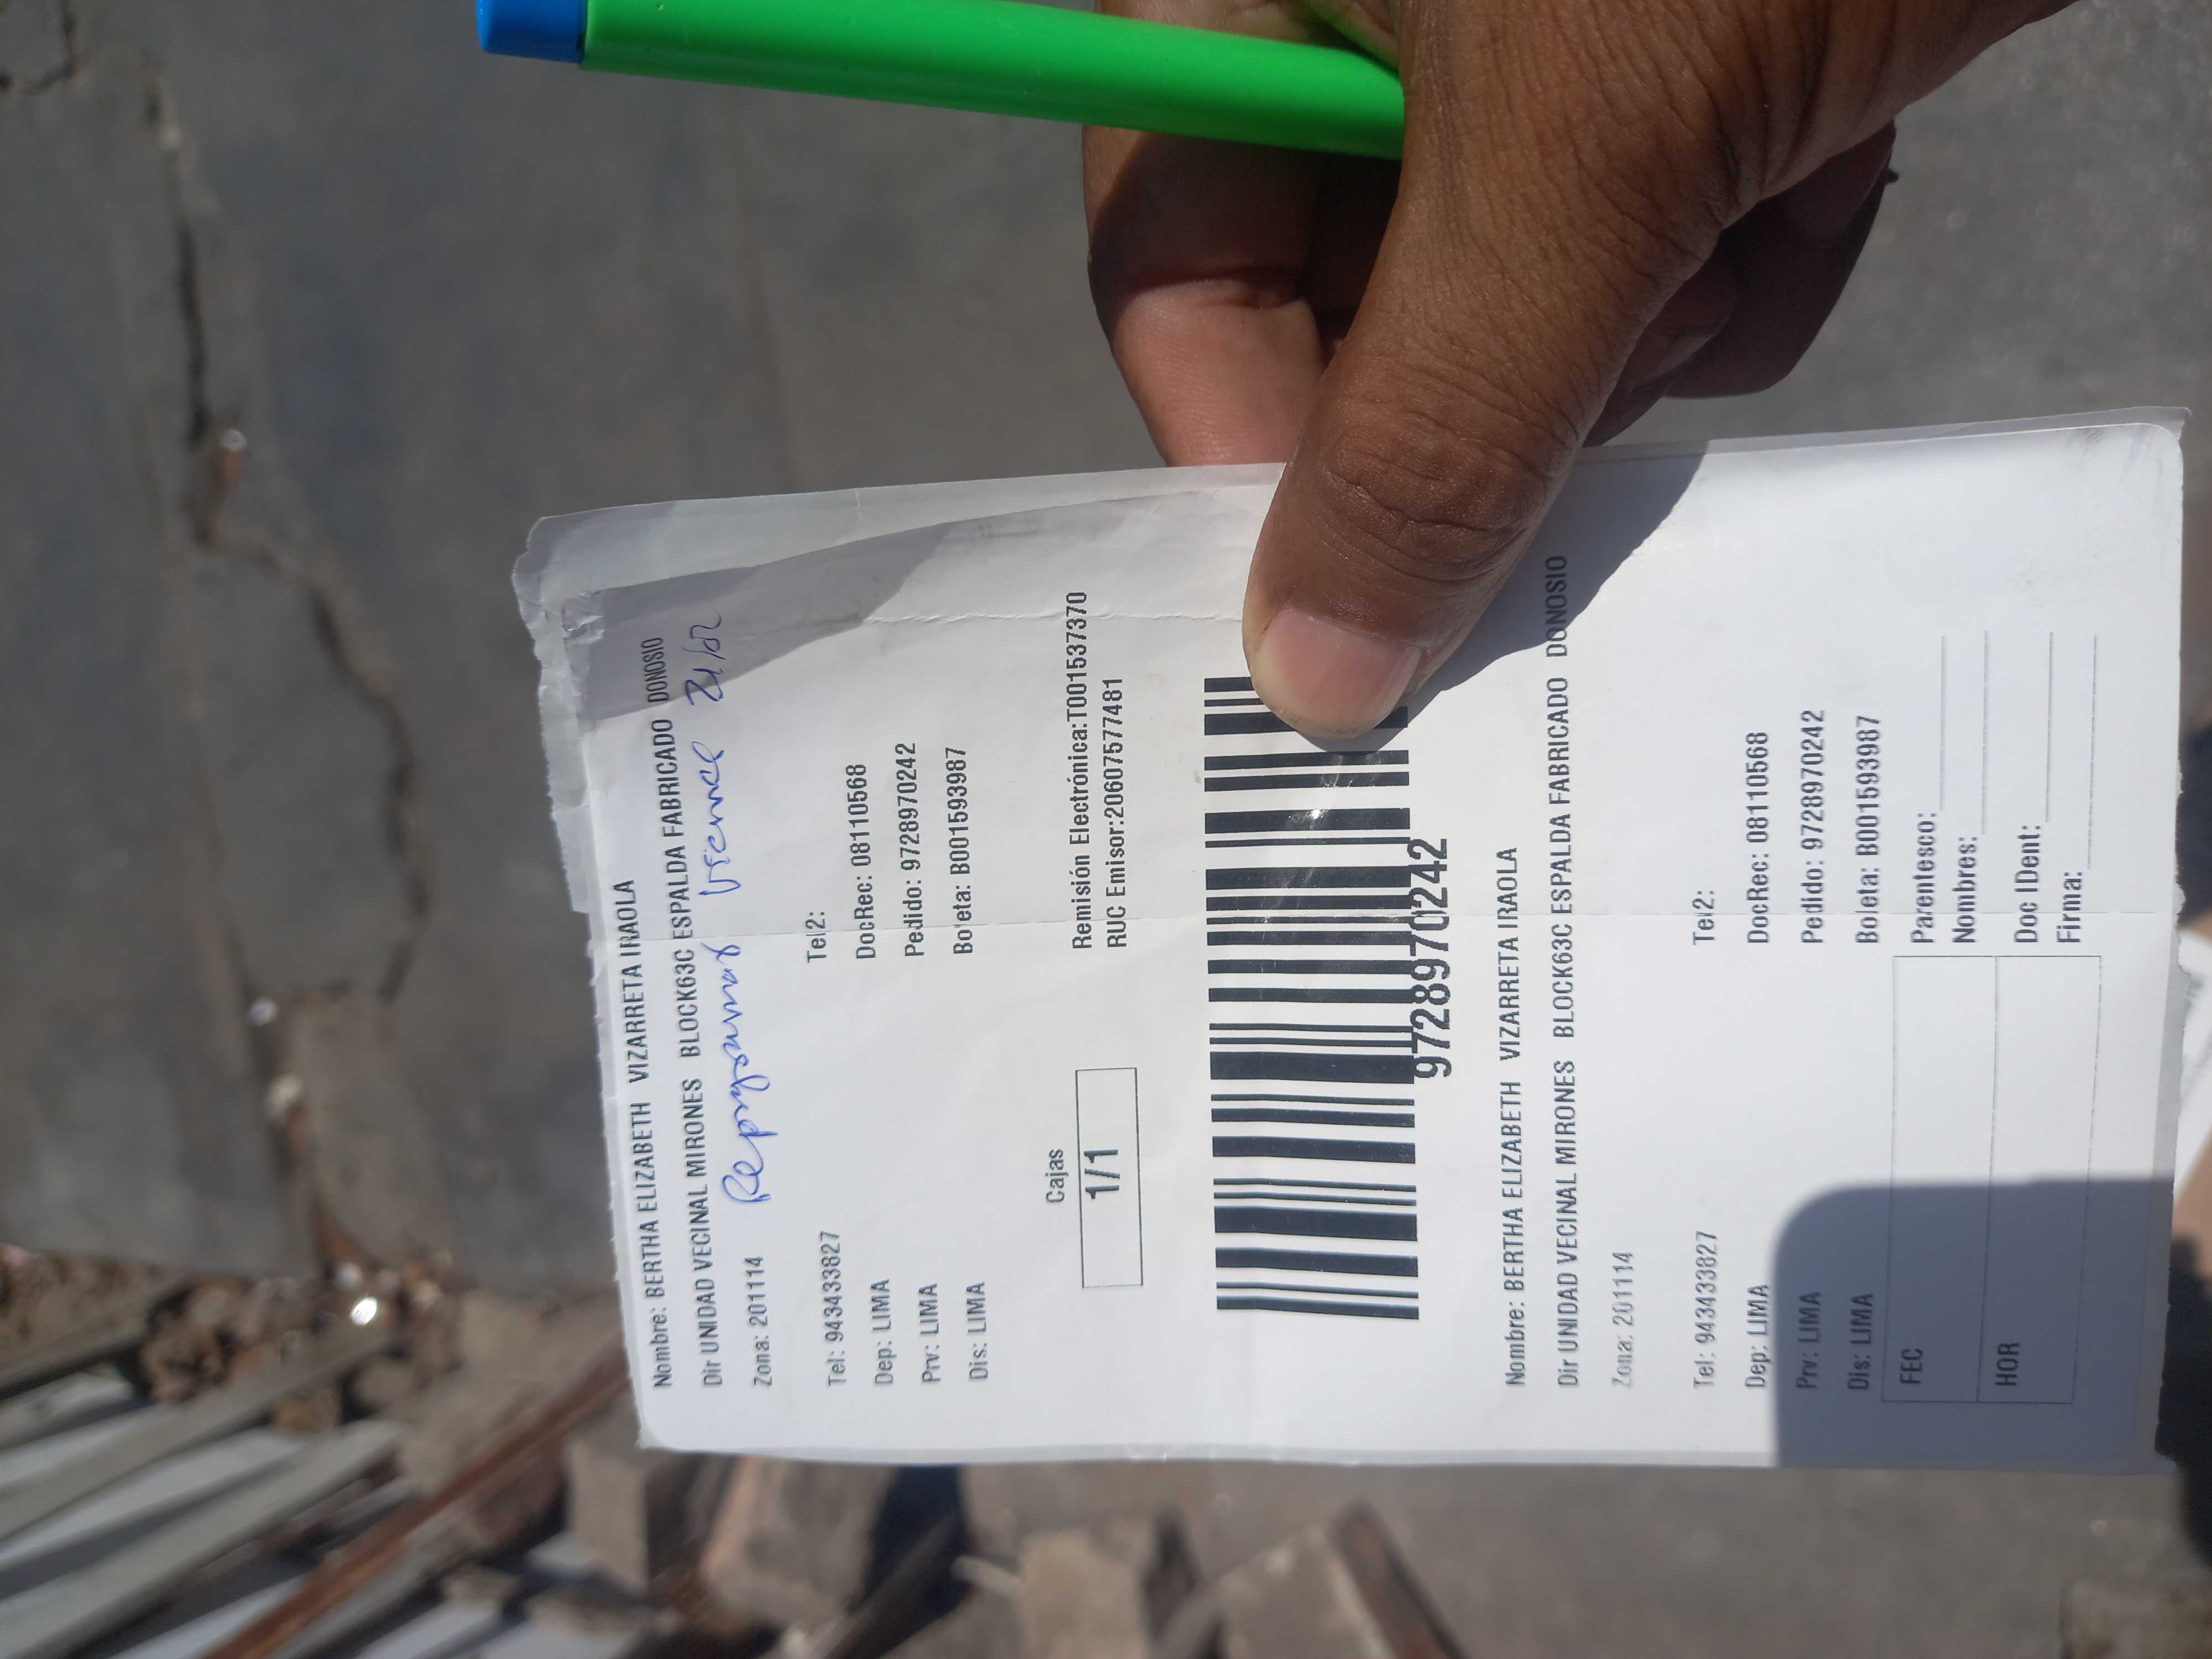 Nombre: BERTHA ELIZABETH VIZARRETA IRAOLA
Dir UNIDAD VECINAL MIRONES BLOCK63C ESPALDA FABRICADO DONOSIO
Zona: 201114 Reprogramar viernes 21/02
Tel: 943433827 Tel2:
Dep: LIMA DocRec: 08110568
Prv: LIMA Pedido: 9728970242
Dis: LIMA Boleta: B001593987
Cajas
1/1
Remisión Electrónica:T001537370
RUC Emisor:20607577481
9728970242
Nombre: BERTHA ELIZABETH VIZARRETA IRAOLA
Dir UNIDAD VECINAL MIRONES BLOCK63C ESPALDA FABRICADO DONOSIO
Zona: 201114
Tel: 943433827 Tel2:
Dep: LIMA DocRec: 08110568
Prv: LIMA Pedido: 9728970242
Dis: LIMA Boleta: B001593987
FEC Parentesco:
Nombres:
HOR Doc IDent:
Firma: